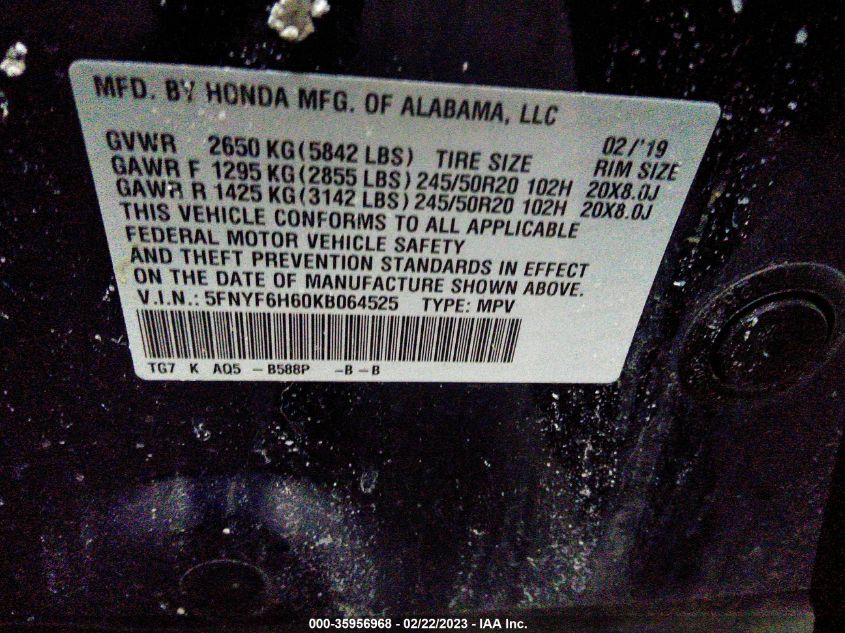 MFD. BY HONDA MFG. OF ALABAMA, LLC
GVWR 2650 KG (5842 LBS) TIRE SIZE 02/'19 RIM SIZE
GAWR F 1295 KG (2855 LBS) 245/50R20 102H 20X8.0J
GAWR R 1425 KG (3142 LBS) 245/50R20 102H 20X8.0J
THIS VEHICLE CONFORMS TO ALL APPLICABLE
FEDERAL MOTOR VEHICLE SAFETY
AND THEFT PREVENTION STANDARDS IN EFFECT
ON THE DATE OF MANUFACTURE SHOWN ABOVE.
V.I.N.: 5FNYF6H60KB064525 TYPE: MPV
TG7 K AQ5 - B588P - B - B
000-35956968 - 02/22/2023 - IAA Inc.